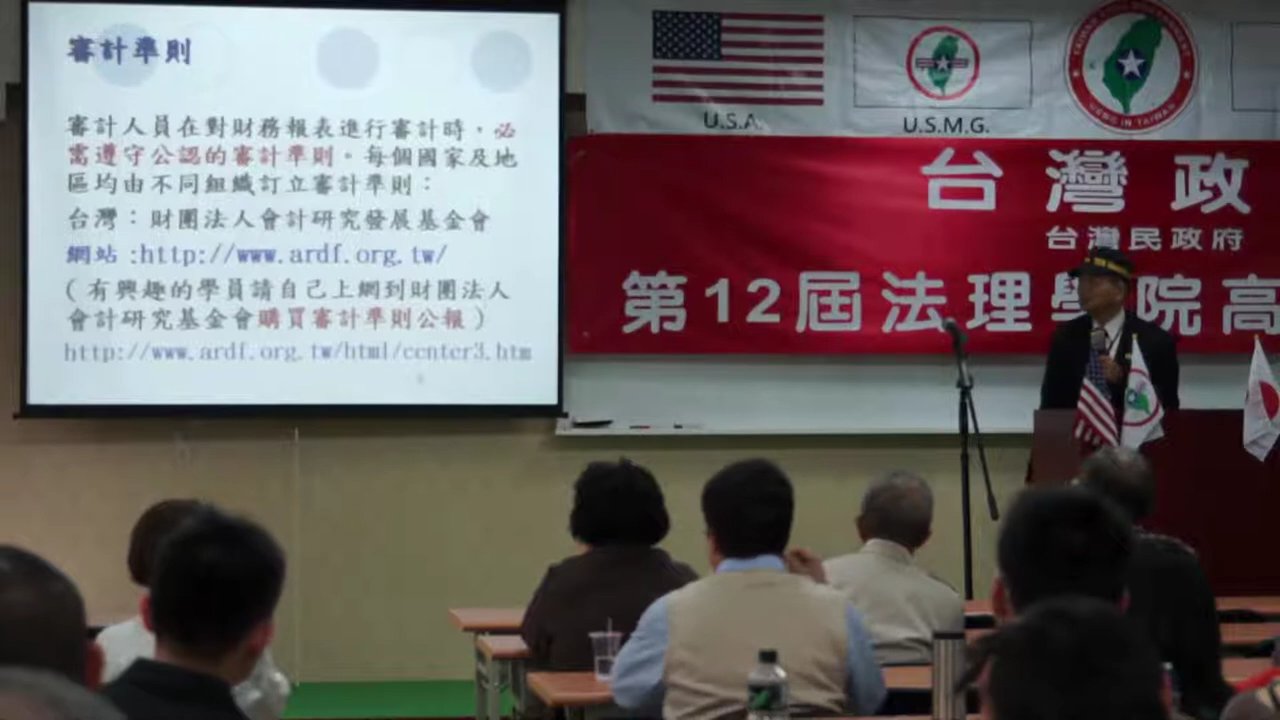 審計準則
審計人員在對財務報表進行審計時，必
需遵守公認的審計準則。每個國家及地
區均由不同組織訂立審計準則：
台灣：財團法人會計研究發展基金會
網站 :http://www.ardf.org.tw/
(有興趣的學員請自己上網到財團法人
會計研究基金會購買審計準則公報)
http://www.ardf.org.tw/html/center3.htm
U.S.A.
U.S.M.G.
TAIWAN CIVIL GOVERNMENT
USMG IN TAIWAN
台灣政
台灣民政府
第12屆法理學院高